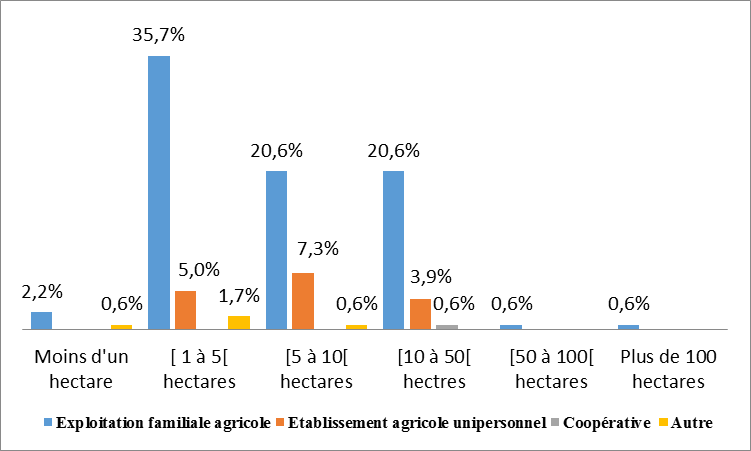 35,7%
20,6% 20,6%
7,3%
5,0% 3,9%
2,2% 1,7%
0,6% 0,6% 0,6% 0,6% 0,6%
Moins d'un [ 1 à 5[ [5 à 10[ [10 à 50[ [50 à 100[ Plus de 100
hectare hectares hectares hectres hectares hectares
Exploitation familiale agricole Etablissement agricole unipersonnel Coopérative Autre